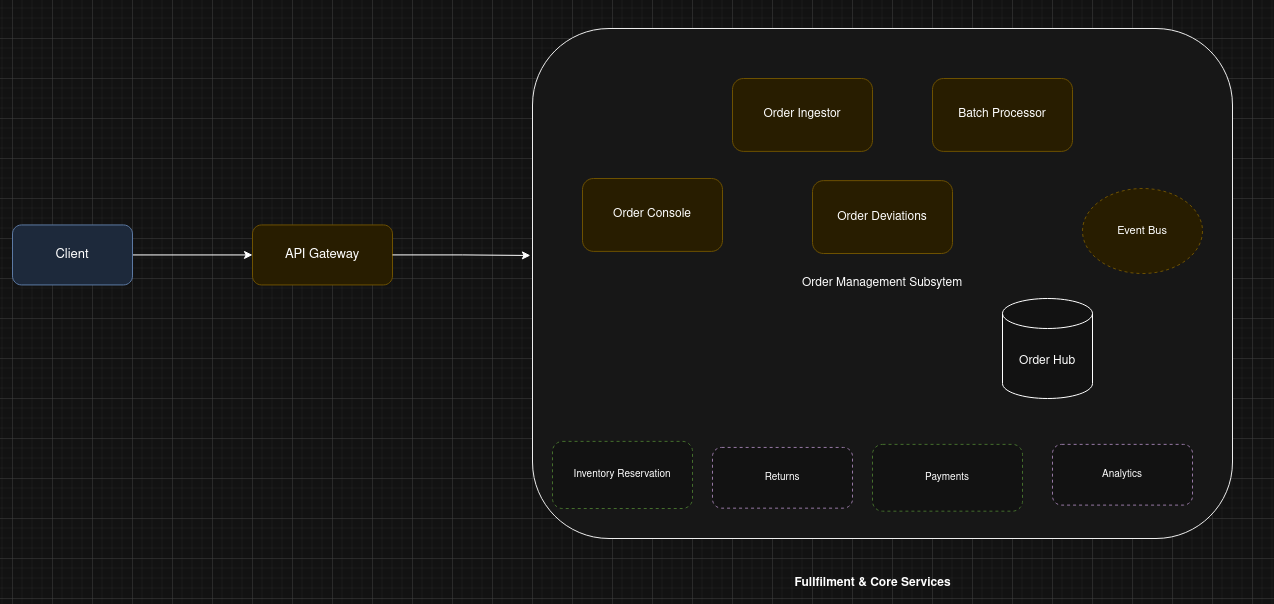 Order Ingestor
Batch Processor
Order Console
Order Deviations
Event Bus
Client
API Gateway
Order Management Subsytem
Order Hub
Inventory Reservation
Returns
Payments
Analytics
Fullfilment & Core Services